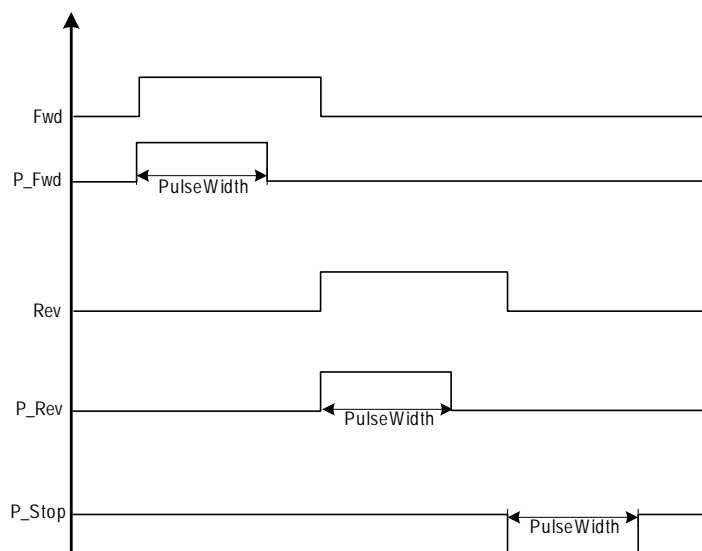 Fwd
P_Fwd
PulseWidth
Rev
P_Rev
PulseWidth
P_Stop
PulseWidth